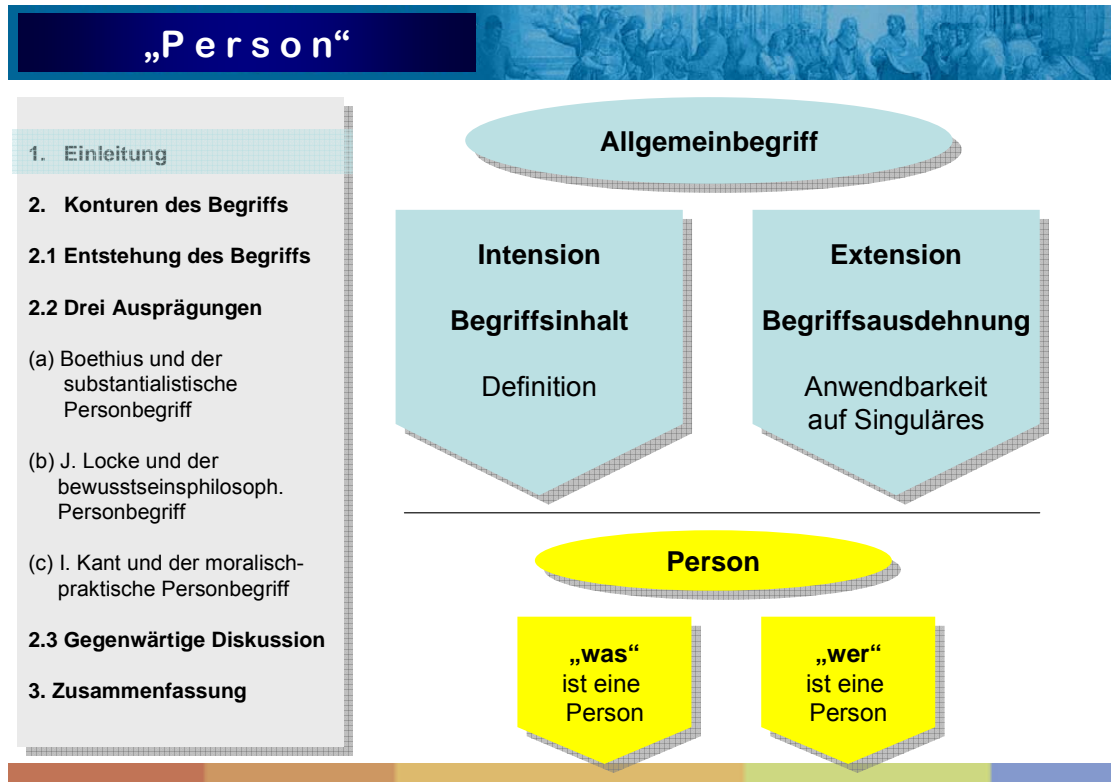 „Person“
1. Einleitung
2. Konturen des Begriffs
2.1 Entstehung des Begriffs
2.2 Drei Ausprägungen
(a) Boethius und der
substantialistische
Personbegriff
(b) J. Locke und der
bewusstseinsphilosoph.
Personbegriff
(c) I. Kant und der moralisch-
praktische Personbegriff
2.3 Gegenwärtige Diskussion
3. Zusammenfassung
Allgemeinbegriff
Intension
Begriffsinhalt
Definition
Extension
Begriffsausdehnung
Anwendbarkeit
auf Singuläres
Person
„was“
ist eine
Person
„wer“
ist eine
Person